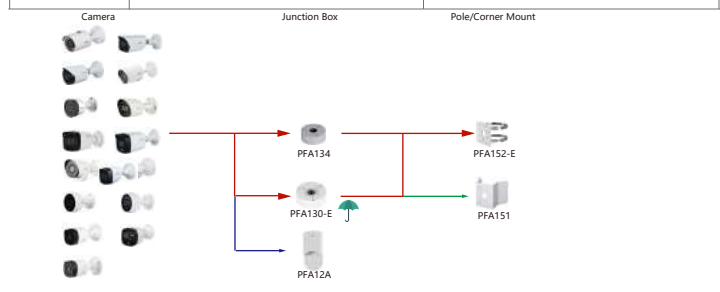 Camera
Junction Box
Pole/Corner Mount
PFA134
PFA152-E
PFA130-E
PFA151
PFA12A